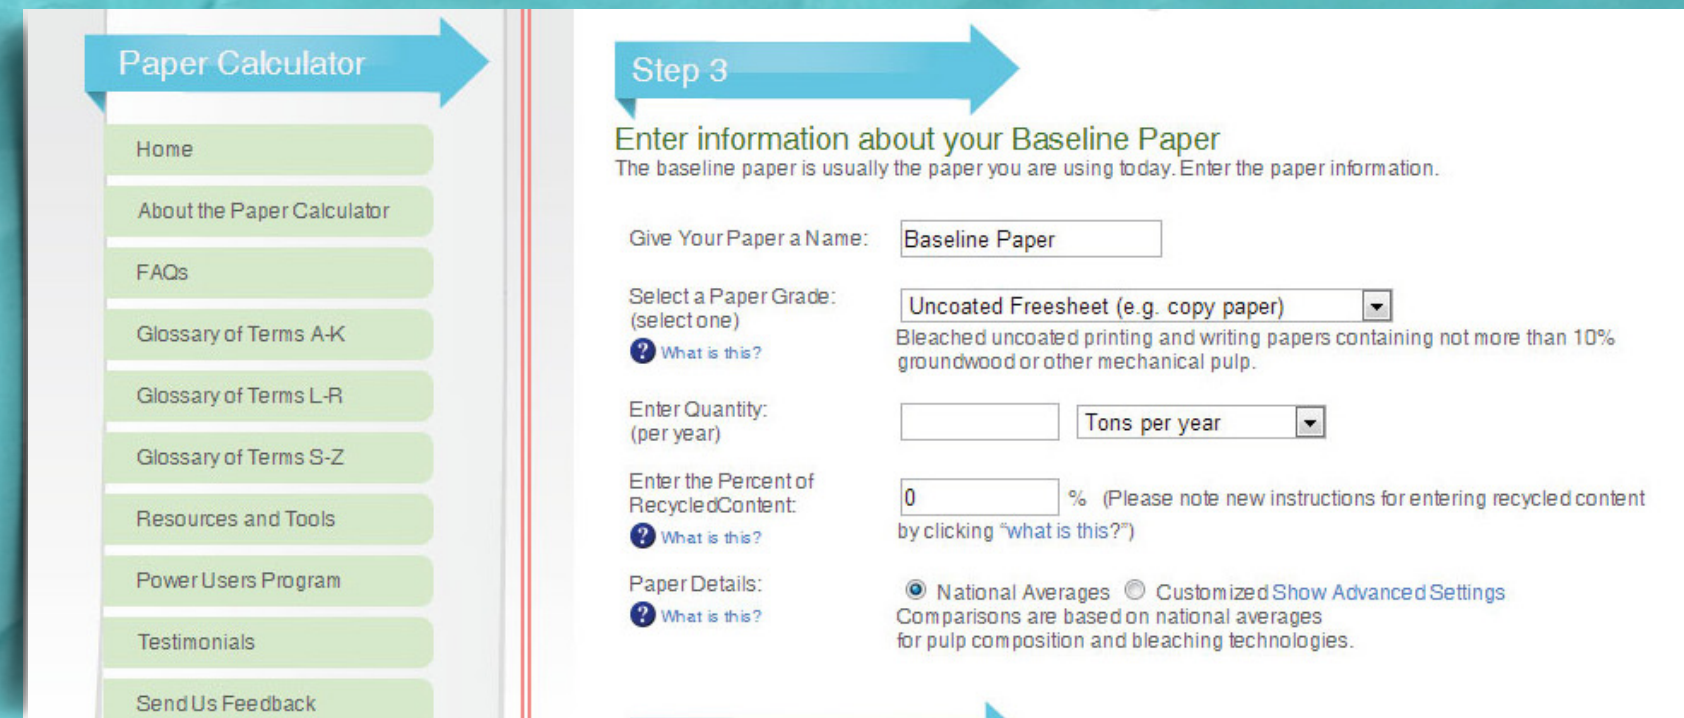 Paper Calculator
Home
About the Paper Calculator
FAQs
Glossary of Terms A-K
Glossary of Terms L-R
Glossary of Terms S-Z
Resources and Tools
Power Users Program
Testimonials
Send Us Feedback
Step 3
Enter information about your Baseline Paper
The baseline paper is usually the paper you are using today. Enter the paper information.
Give Your Paper a Name: Baseline Paper
Select a Paper Grade: Uncoated Freesheet (e.g. copy paper)
(select one)
Bleached uncoated printing and writing papers containing not more than 10%
? What is this?
groundwood or other mechanical pulp.
Enter Quantity: Tons per year
(per year)
Enter the Percent of
Recycled Content: 0 % (Please note new instructions for entering recycled content
? What is this? by clicking "what is this?")
Paper Details: National Averages Customized Show Advanced Settings
? What is this? Comparisons are based on national averages
for pulp composition and bleaching technologies.